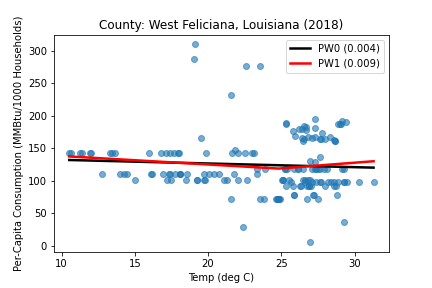 County: West Feliciana, Louisiana (2018)
PW0 (0.004)
PW1 (0.009)
Per-Capita Consumption (MMBtu/1000 Households)
300
250
200
150
100
50
0
10 15 20 25 30
Temp (deg C)